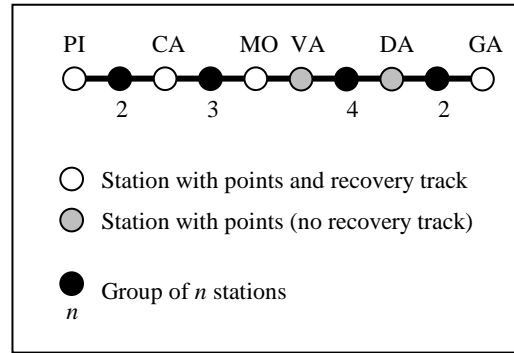 PI CA MO VA DA GA
2 3 4 2
Station with points and recovery track
Station with points (no recovery track)
Group of n stations
n